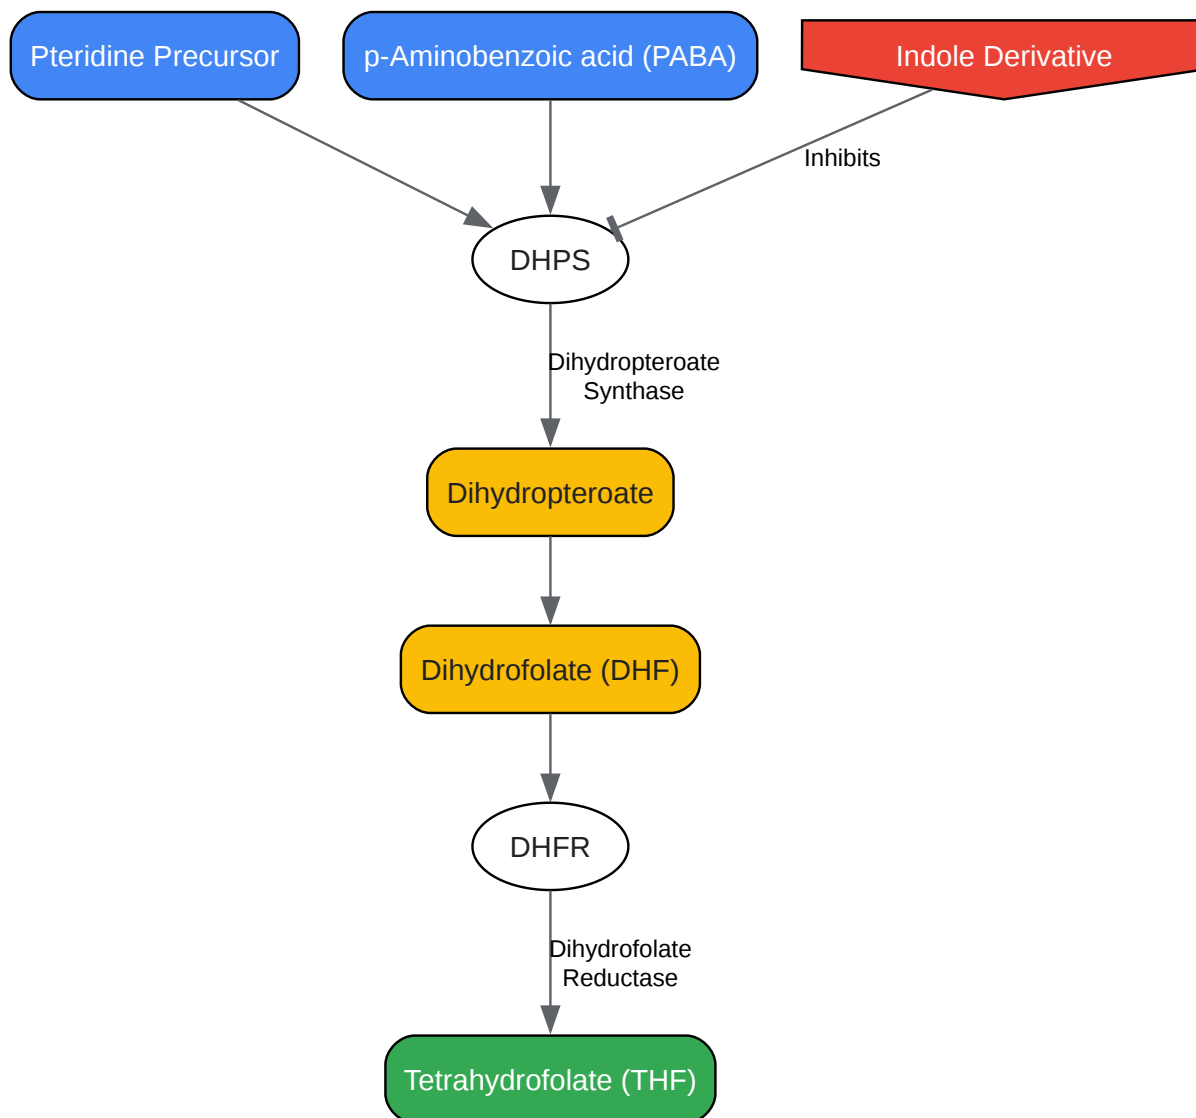 Pteridine Precursor
p-Aminobenzoic acid (PABA)
Indole Derivative
Inhibits
DHPS
Dihydropteroate
Synthase
Dihydropteroate
Dihydrofolate (DHF)
DHFR
Dihydrofolate
Reductase
Tetrahydrofolate (THF)